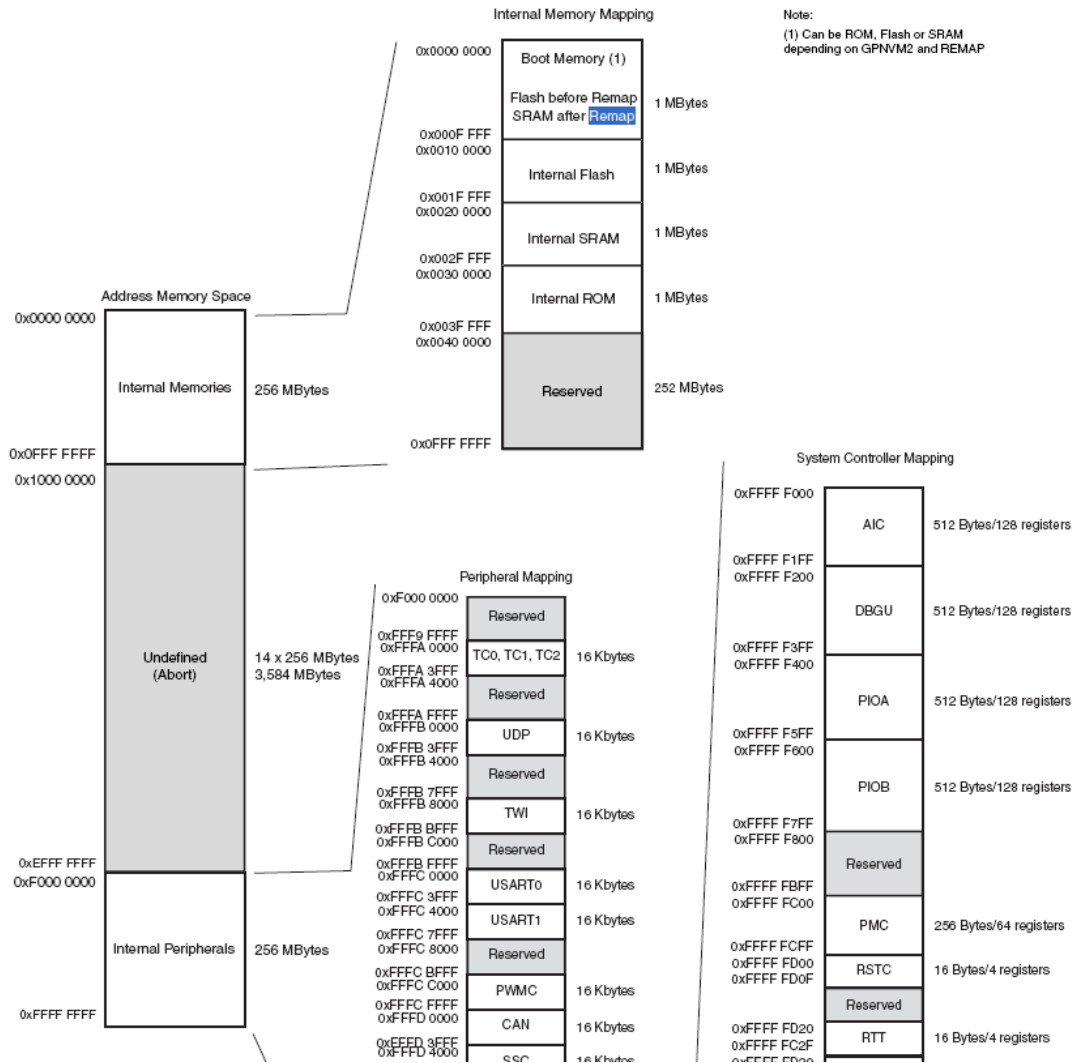 Internal Memory Mapping
Note:
(1) Can be ROM, Flash or SRAM
depending on GPNVM2 and REMAP
0x0000 0000
Boot Memory (1)
Flash before Remap
SRAM after Remap
1 MBytes
0x000F FFF
0x0010 0000
Internal Flash
1 MBytes
0x001F FFF
0x0020 0000
Internal SRAM
1 MBytes
0x002F FFF
0x0030 0000
Internal ROM
1 MBytes
0x003F FFF
0x0040 0000
Reserved
252 MBytes
0x0FFF FFFF
Address Memory Space
0x0000 0000
Internal Memories
256 MBytes
0x0FFF FFFF
0x1000 0000
Undefined
(Abort)
14 x 256 MBytes
3,584 MBytes
0xEFFF FFFF
0xF000 0000
Internal Peripherals
256 MBytes
0xFFFF FFFF
Peripheral Mapping
0xF000 0000
Reserved
0xFFF9 FFFF
0xFFFA 0000
TC0, TC1, TC2
16 Kbytes
0xFFFA 3FFF
0xFFFA 4000
Reserved
0xFFFA FFFF
0xFFFB 0000
UDP
16 Kbytes
0xFFFB 3FFF
0xFFFB 4000
Reserved
0xFFFB 7FFF
0xFFFB 8000
TWI
16 Kbytes
0xFFFB BFFF
0xFFFB C000
Reserved
0xFFFB FFFF
0xFFFC 0000
USART0
16 Kbytes
0xFFFC 3FFF
0xFFFC 4000
USART1
16 Kbytes
0xFFFC 7FFF
0xFFFC 8000
Reserved
0xFFFC BFFF
0xFFFC C000
PWMC
16 Kbytes
0xFFFC FFFF
0xFFFD 0000
CAN
16 Kbytes
0xFFFD 3FFF
0xFFFD 4000
SSC
16 Kbytes
System Controller Mapping
0xFFFF F000
AIC
512 Bytes/128 registers
0xFFFF F1FF
0xFFFF F200
DBGU
512 Bytes/128 registers
0xFFFF F3FF
0xFFFF F400
PIOA
512 Bytes/128 registers
0xFFFF F5FF
0xFFFF F600
PIOB
512 Bytes/128 registers
0xFFFF F7FF
0xFFFF F800
Reserved
0xFFFF FBFF
0xFFFF FC00
PMC
256 Bytes/64 registers
0xFFFF FCFF
0xFFFF FD00
0xFFFF FD0F
RSTC
16 Bytes/4 registers
Reserved
0xFFFF FD20
RTT
16 Bytes/4 registers
0xFFFF FC2F